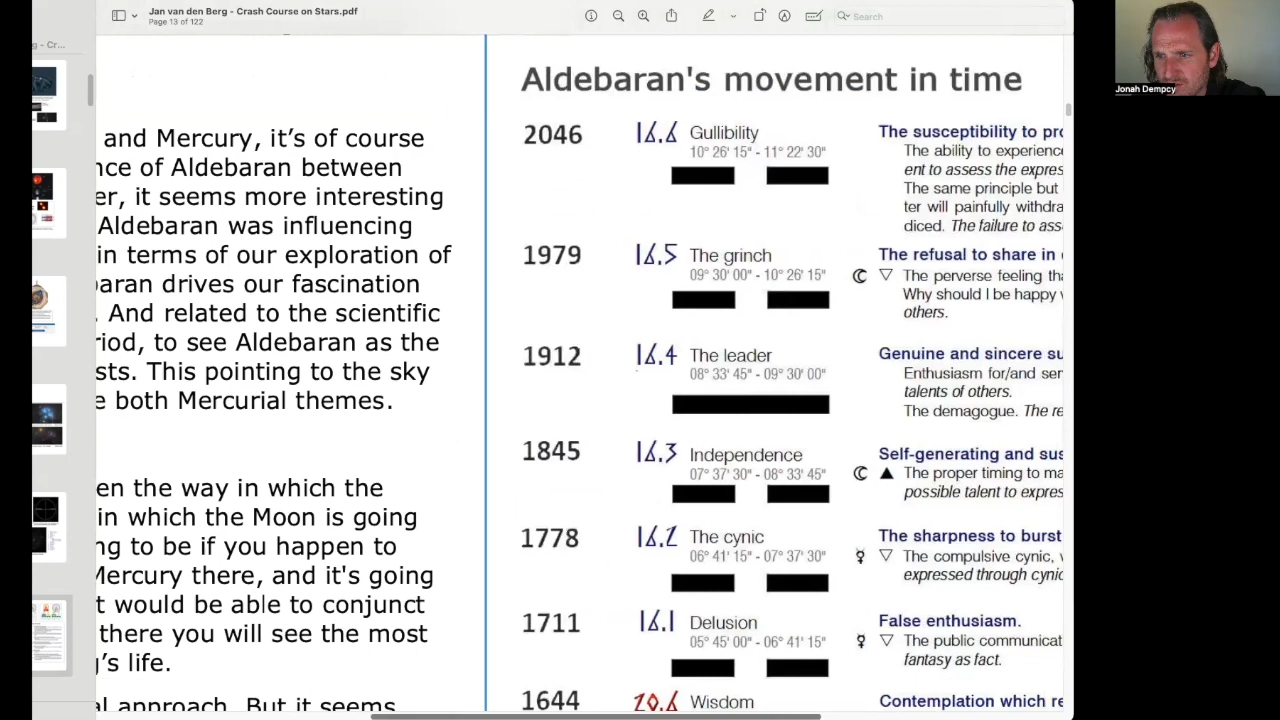 Jan van den Berg - Crash Course on Stars.pdf
Page 13 of 122
Search
Jonah Dempcy
g - Cr...
and Mercury, it’s of course
nce of Aldebaran between
er, it seems more interesting
Aldebaran was influencing
in terms of our exploration of
baran drives our fascination
. And related to the scientific
riod, to see Aldebaran as the
sts. This pointing to the sky
e both Mercurial themes.
en the way in which the
in which the Moon is going
ng to be if you happen to
Mercury there, and it's going
t would be able to conjunct
there you will see the most
g’s life.
al approach. But it seems
Aldebaran's movement in time
2046 16.6 Gullibility The susceptibility to pro
10° 26' 15" - 11° 22' 30" The ability to experience
ent to assess the expres
The same principle but
ter will painfully withdra
diced. The failure to ass
1979 16.5 The grinch The refusal to share in
09° 30' 00" - 10° 26' 15" ☾ ▽ The perverse feeling tha
Why should I be happy
others.
1912 16.4 The leader Genuine and sincere su
08° 33' 45" - 09° 30' 00" Enthusiasm for/and ser
talents of others.
The demagogue. The re
1845 16.3 Independence Self-generating and sus
07° 37' 30" - 08° 33' 45" ☾ ▲ The proper timing to ma
possible talent to expres
1778 16.2 The cynic The sharpness to burst
06° 41' 15" - 07° 37' 30" ☿ ▽ The compulsive cynic,
expressed through cynic
1711 16.1 Delusion False enthusiasm.
05° 45' 00" - 06° 41' 15" ☿ ▽ The public communicat
fantasy as fact.
1644 20.6 Wisdom Contemplation which re